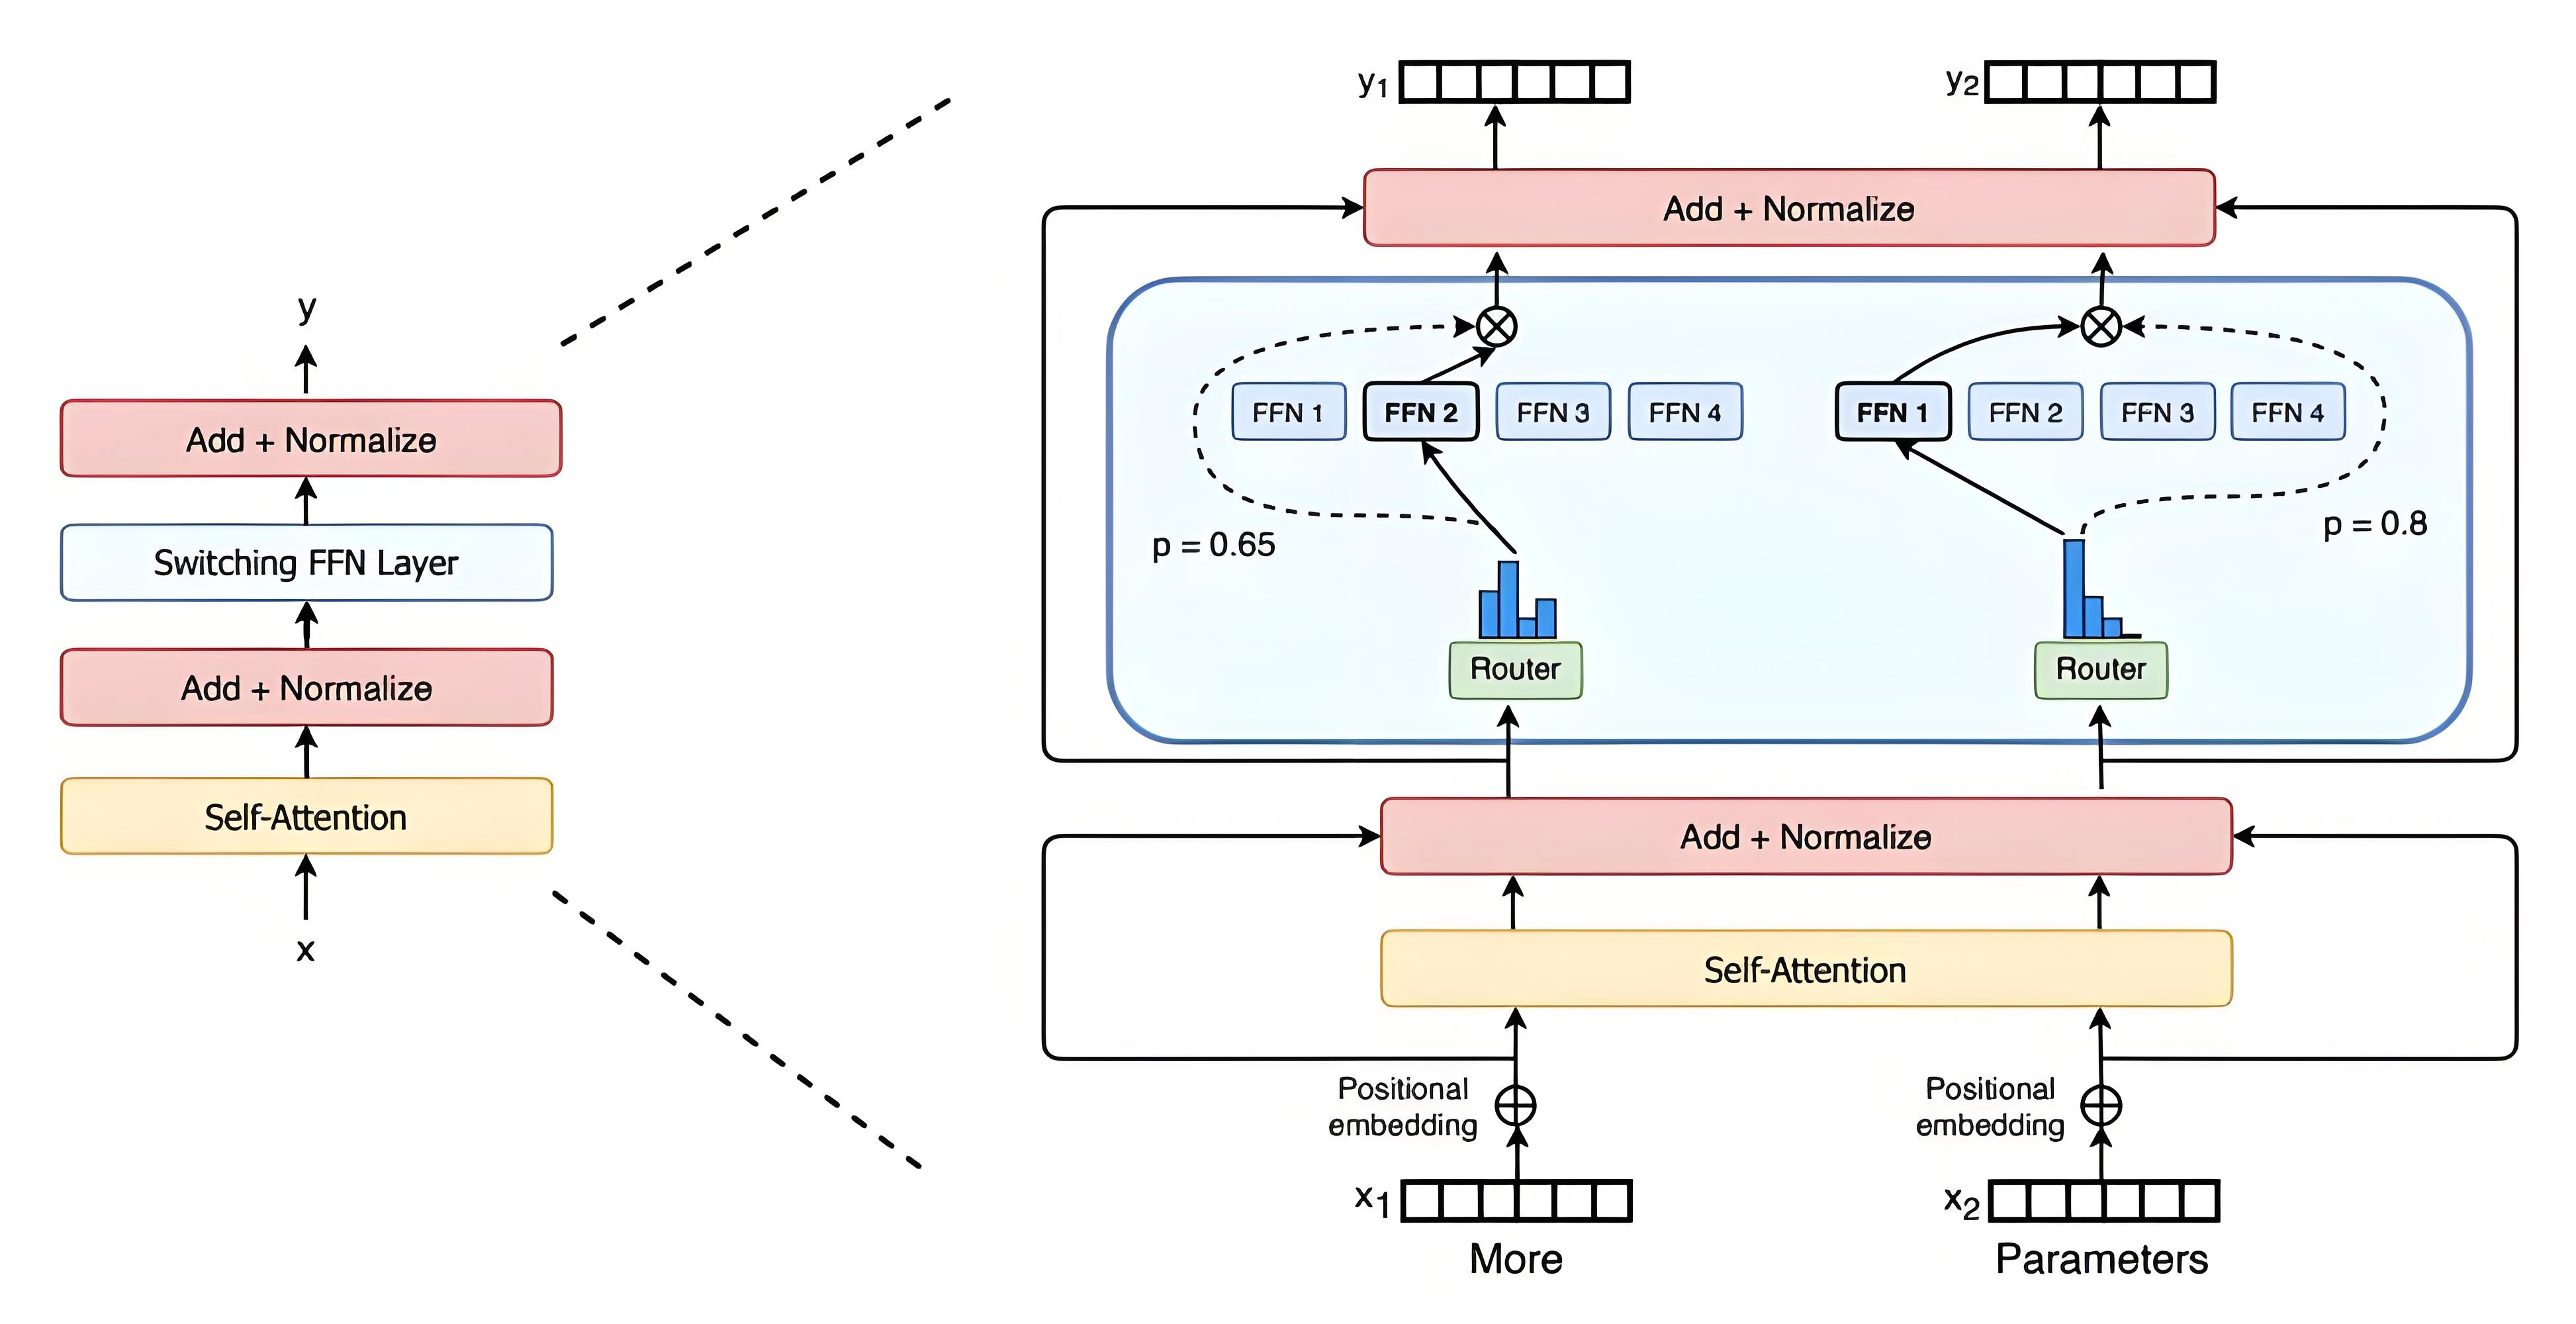 y
Add + Normalize
Switching FFN Layer
Add + Normalize
Self-Attention
x
y₁
y₂
Add + Normalize
FFN 1
FFN 2
FFN 3
FFN 4
FFN 1
FFN 2
FFN 3
FFN 4
p = 0.65
p = 0.8
Router
Router
Add + Normalize
Self-Attention
Positional
embedding
Positional
embedding
x₁
x₂
More
Parameters